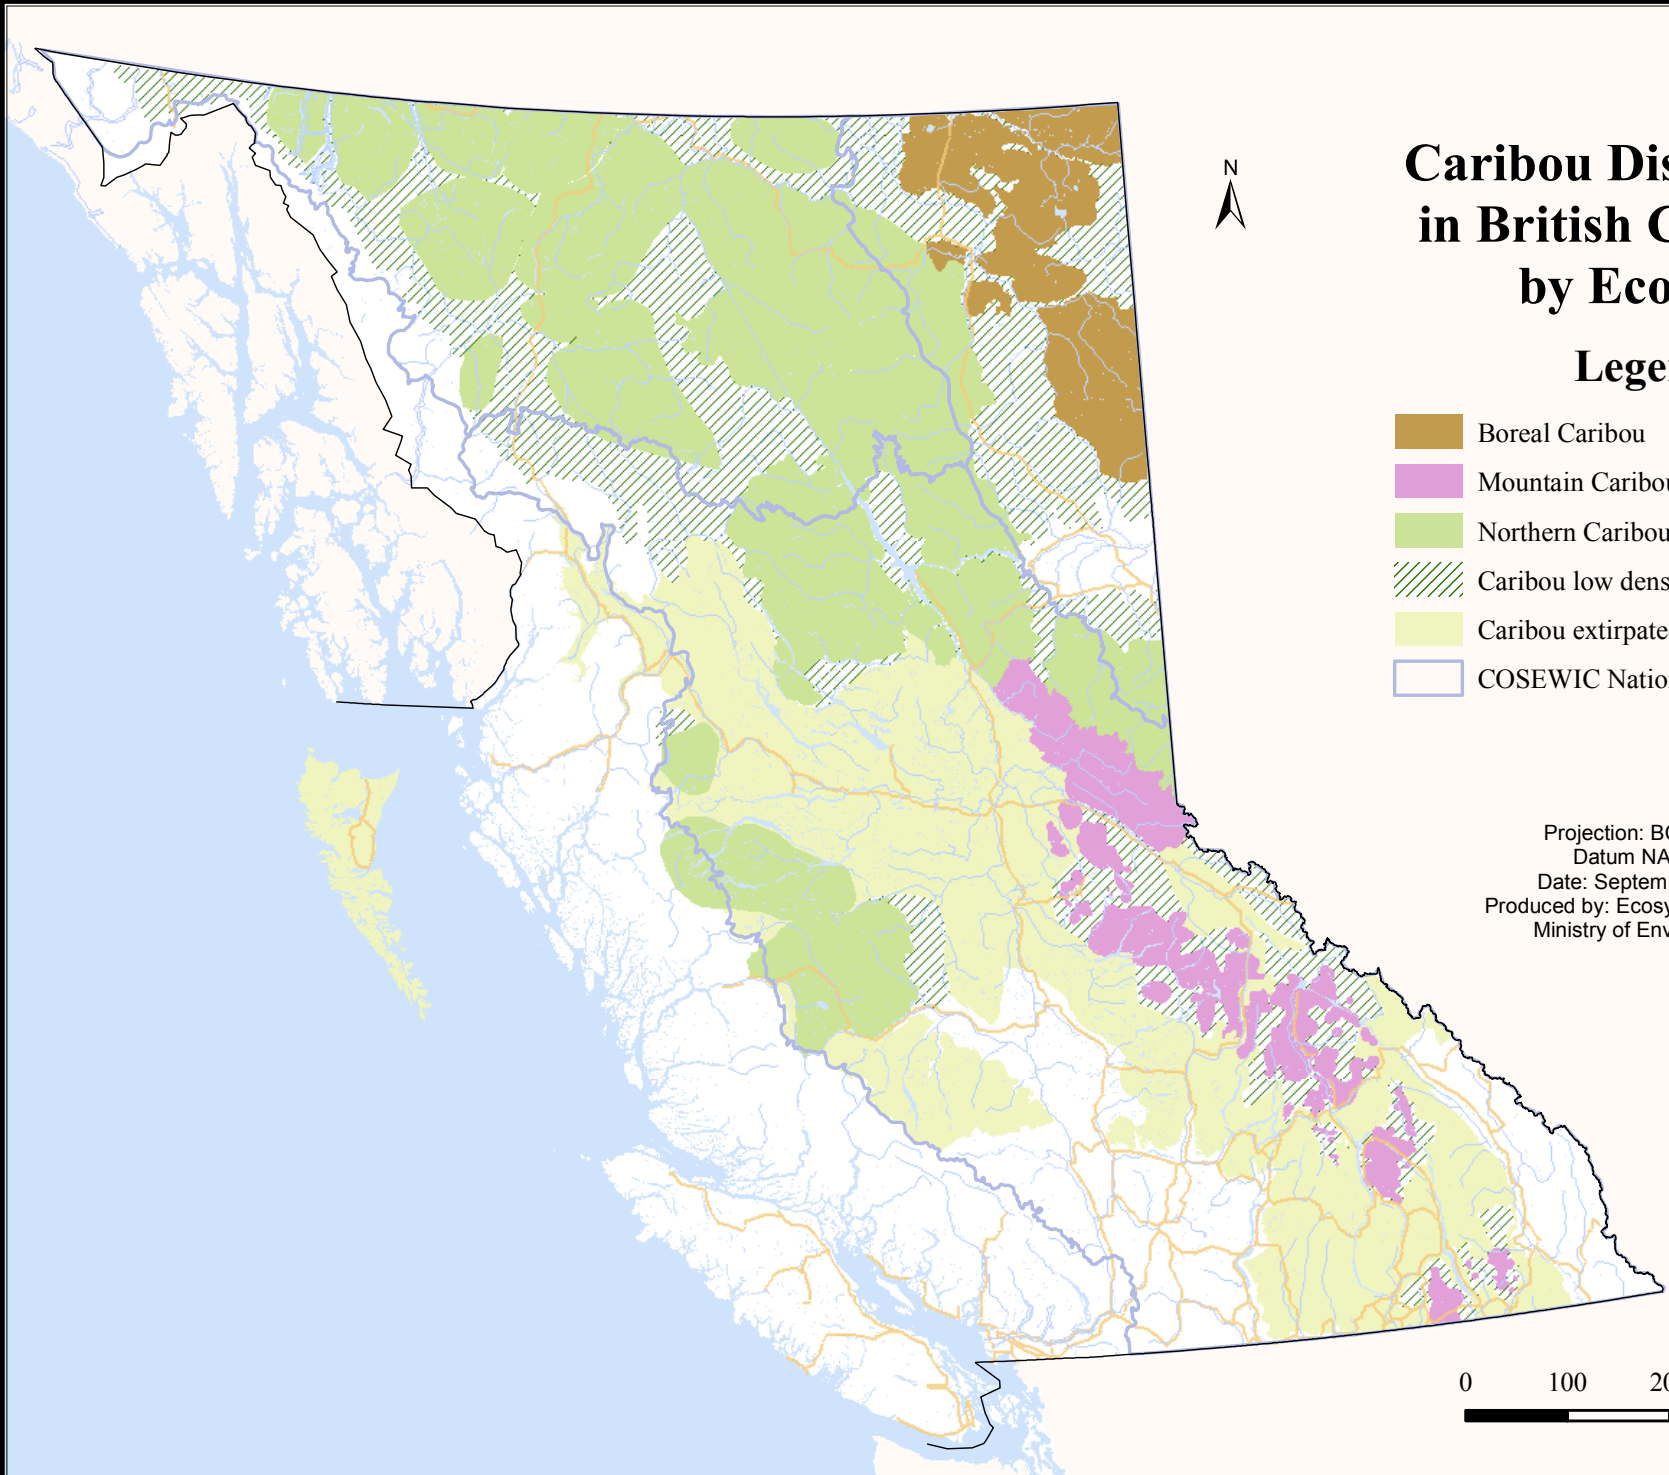 N
Caribou Dis
in British C
by Eco
Lege
Boreal Caribou
Mountain Caribou
Northern Caribou
Caribou low dens
Caribou extirpate
COSEWIC Nation
Projection: BC
Datum NA
Date: Septem
Produced by: Ecosy
Ministry of Env
0 100 20